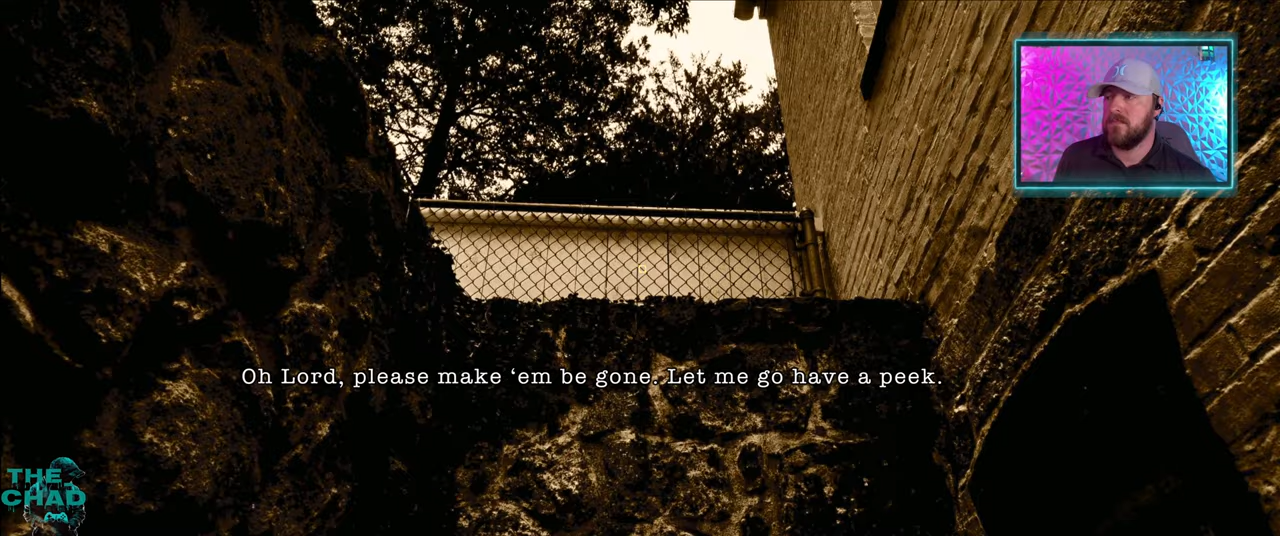 Oh Lord, please make ‘em be gone. Let me go have a peek.
THE
CHAD